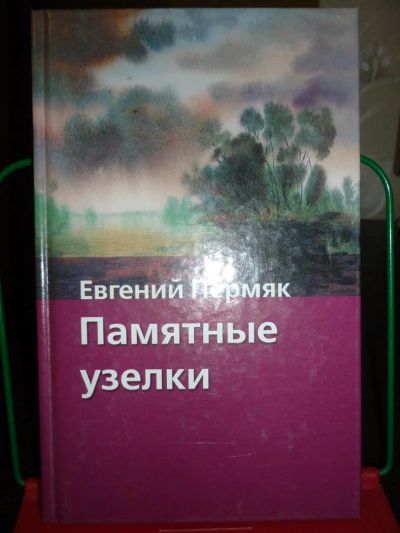 Евгений Пермяк
Памятные
узелки